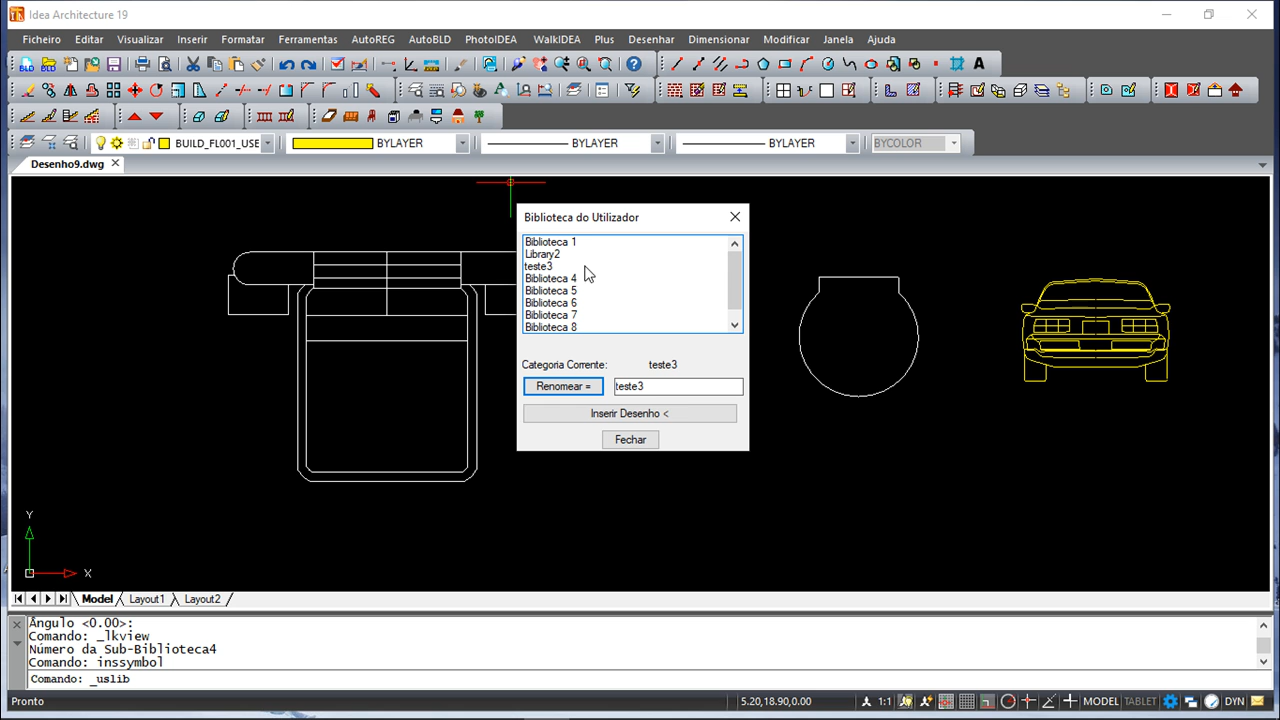 Idea Architecture 19
Ficheiro Editar Visualizar Inserir Formatar Ferramentas AutoREG AutoBLD PhotoIDEA WalkIDEA Plus Desenhar Dimensionar Modificar Janela Ajuda
BLD BLD
BUILD_FL001_USE BYLAYER BYLAYER BYLAYER BYCOLOR
Desenho9.dwg
Biblioteca do Utilizador
Biblioteca 1
Library2
teste3
Biblioteca 4
Biblioteca 5
Biblioteca 6
Biblioteca 7
Biblioteca 8
Categoria Corrente: teste3
Renomear = teste3
Inserir Desenho <
Fechar
Y
X
Model Layout1 Layout2
Ângulo <0.00>:
Comando: _lkview
Número da Sub-Biblioteca4
Comando: inssymbol
Comando: _uslib
Pronto 5.20,18.90,0.00 1:1 MODEL TABLET DYN